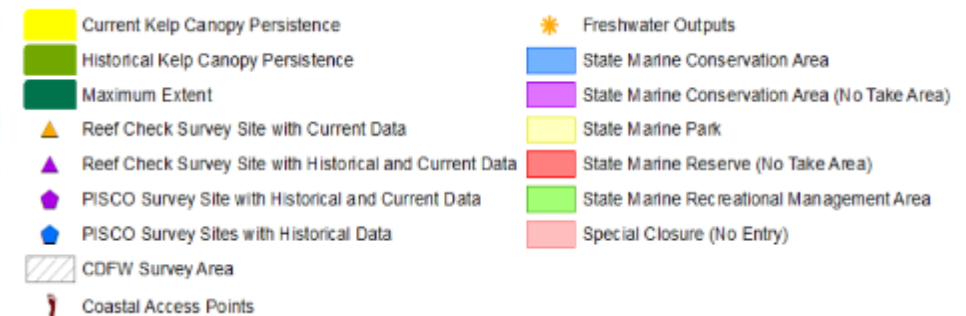 Current Kelp Canopy Persistence
Historical Kelp Canopy Persistence
Maximum Extent
Reef Check Survey Site with Current Data
Reef Check Survey Site with Historical and Current Data
PISCO Survey Site with Historical and Current Data
PISCO Survey Sites with Historical Data
CDFW Survey Area
Coastal Access Points
Freshwater Outputs
State Marine Conservation Area
State Marine Conservation Area (No Take Area)
State Marine Park
State Marine Reserve (No Take Area)
State Marine Recreational Management Area
Special Closure (No Entry)